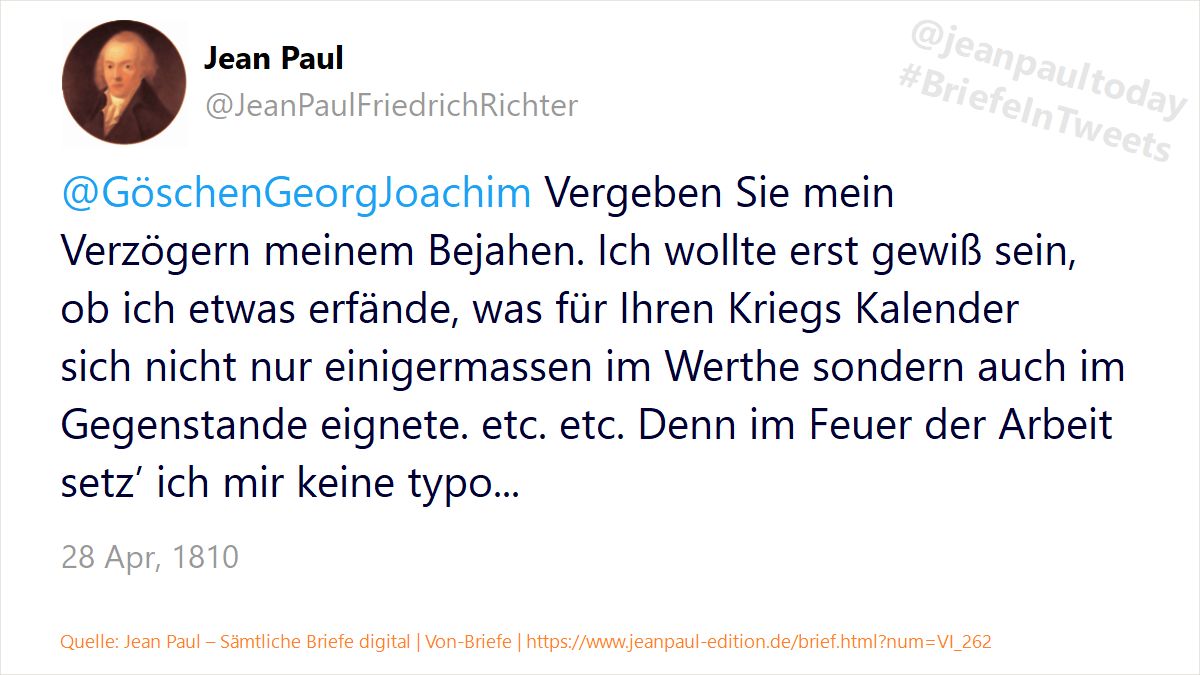 Jean Paul
@JeanPaulFriedrichRichter
@jeanpaultoday
#BriefeInTweets
@GöschenGeorgJoachim Vergeben Sie mein
Verzögern meinem Bejahen. Ich wollte erst gewiß sein,
ob ich etwas erfände, was für Ihren Kriegs Kalender
sich nicht nur einigermassen im Werthe sondern auch im
Gegenstande eignete. etc. etc. Denn im Feuer der Arbeit
setz’ ich mir keine typo...
28 Apr, 1810
Quelle: Jean Paul – Sämtliche Briefe digital | Von-Briefe | https://www.jeanpaul-edition.de/brief.html?num=VI_262